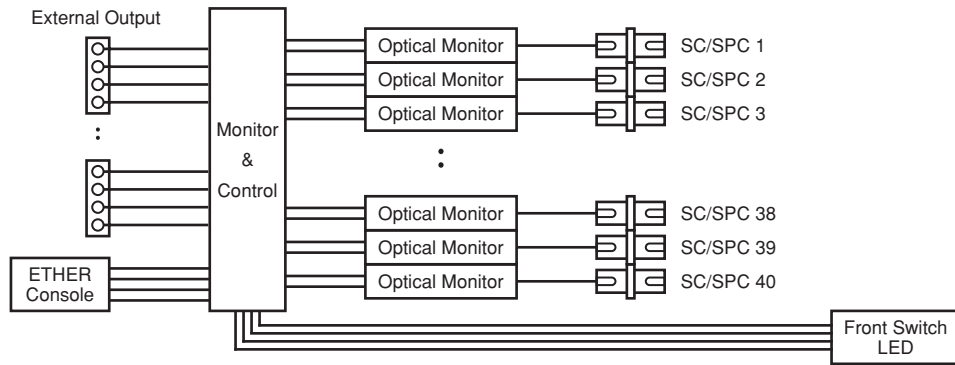 External Output
Optical Monitor
SC/SPC 1
Optical Monitor
SC/SPC 2
Optical Monitor
SC/SPC 3
Monitor
&
Control
Optical Monitor
SC/SPC 38
Optical Monitor
SC/SPC 39
Optical Monitor
SC/SPC 40
ETHER
Console
Front Switch
LED